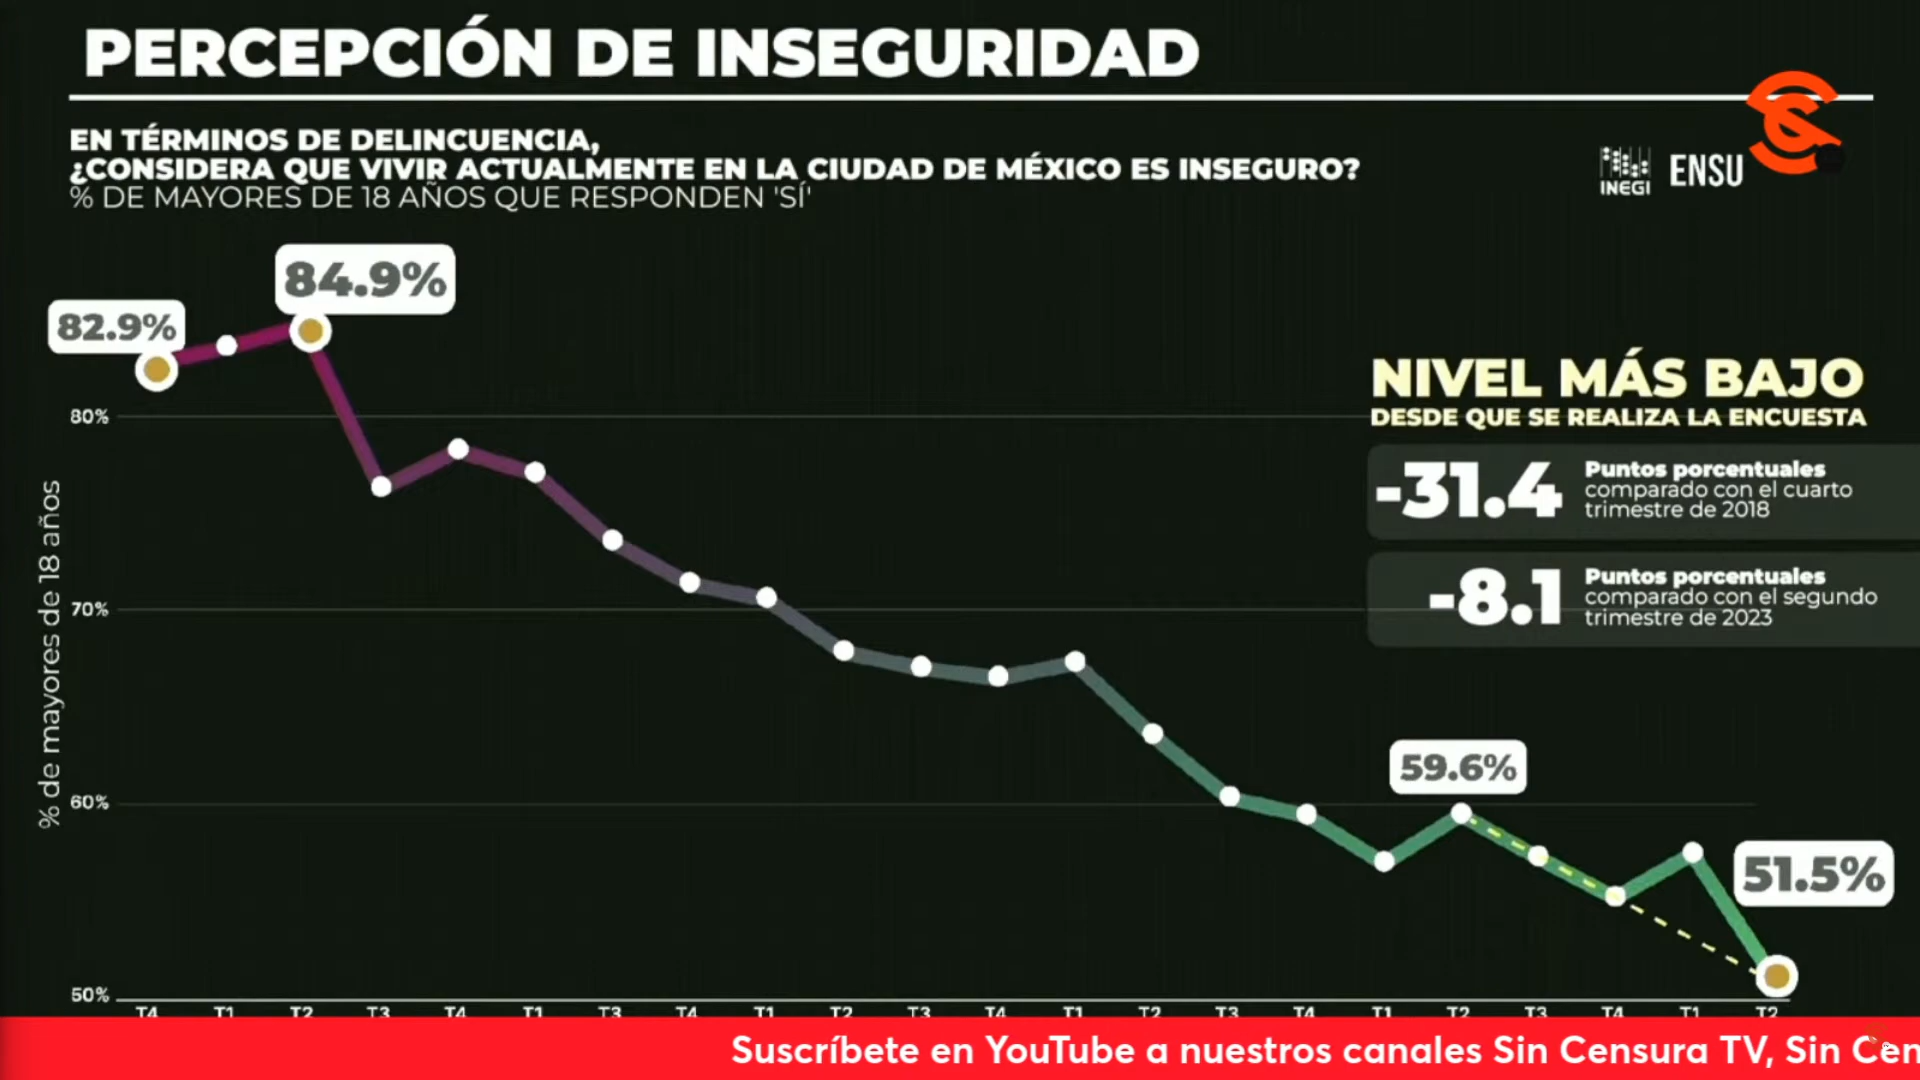 PERCEPCIÓN DE INSEGURIDAD
EN TÉRMINOS DE DELINCUENCIA,
¿CONSIDERA QUE VIVIR ACTUALMENTE EN LA CIUDAD DE MÉXICO ES INSEGURO?
% DE MAYORES DE 18 AÑOS QUE RESPONDEN 'SÍ'
INEGI
ENSU
84.9%
82.9%
NIVEL MÁS BAJO
DESDE QUE SE REALIZA LA ENCUESTA
-31.4
Puntos porcentuales
comparado con el cuarto
trimestre de 2018
-8.1
Puntos porcentuales
comparado con el segundo
trimestre de 2023
59.6%
51.5%
% de mayores de 18 años
80%
70%
60%
50%
T4 T1 T2 T3 T4 T1 T3 T4 T1 T2 T3 T4 T1 T2 T3 T4 T1 T2 T3 T4 T1 T2
Suscríbete en YouTube a nuestros canales Sin Censura TV, Sin Cen